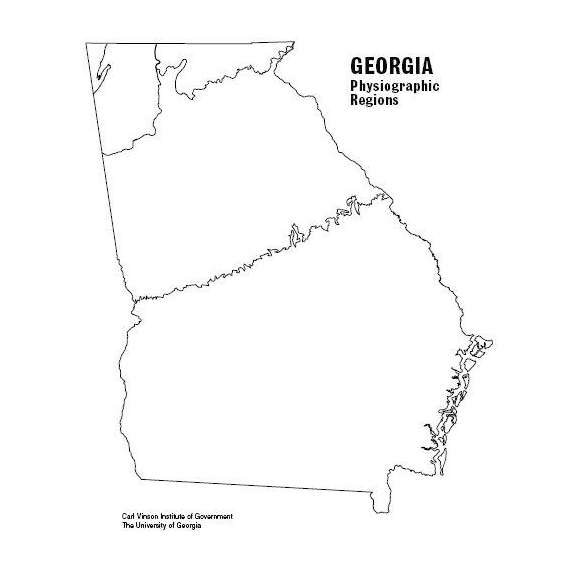 GEORGIA
Physiographic
Regions
Carl Vinson Institute of Government
The University of Georgia